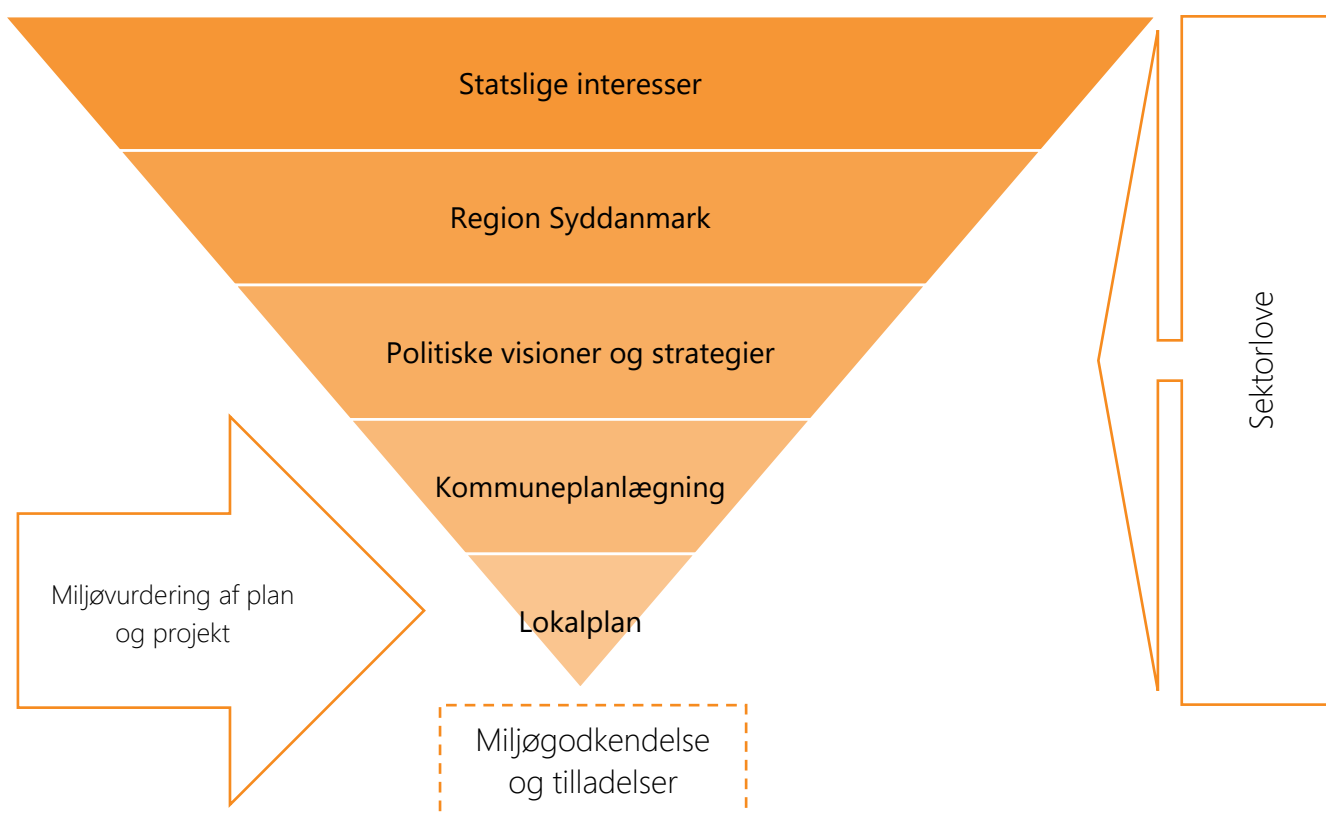 Statslige interesser
Region Syddanmark
Politiske visioner og strategier
Kommuneplanlægning
Lokalplan
Miljøvurdering af plan
og projekt
Sektorlove
Miljøgodkendelse
og tilladelser